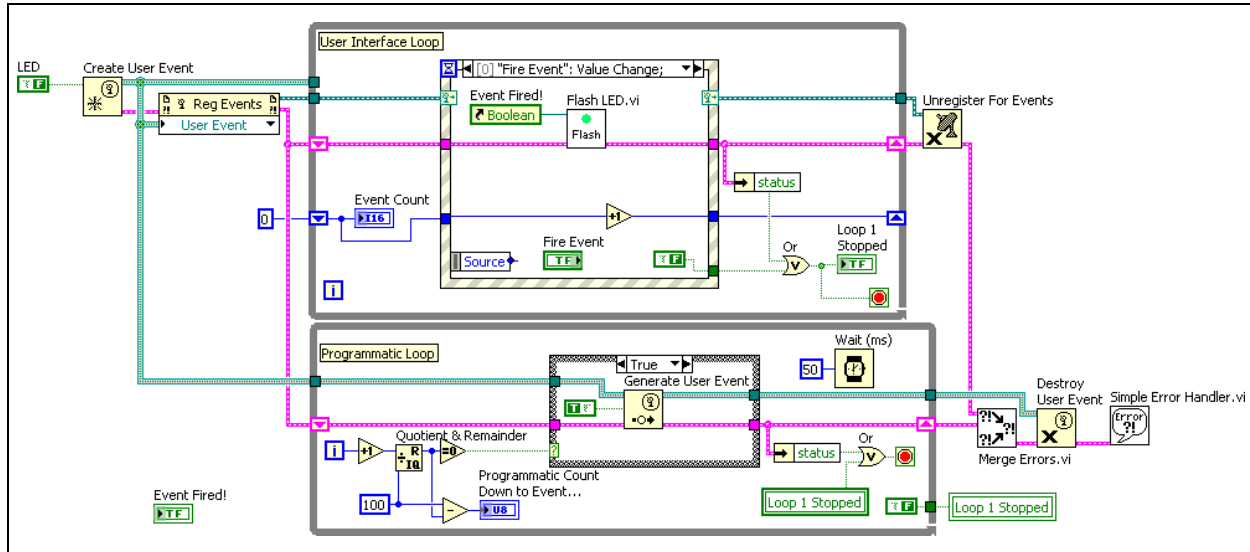 User Interface Loop
LED
Create User Event
[0] "Fire Event": Value Change;
T F
Reg Events
User Event
Event Fired!
Boolean
Flash LED.vi
Flash
Unregister For Events
status
Event Count
0
I16
+1
Loop 1
Stopped
Or
V
TF
Fire Event
Source
TF
T F
i
Programmatic Loop
True
Wait (ms)
50
Generate User Event
T F
Destroy
User Event
Simple Error Handler.vi
Error
?!
?!
?!
?!
Merge Errors.vi
Quotient & Remainder
i
+1
R
IQ
=0
?
status
Or
V
Programmatic Count
Down to Event...
100
-
U8
Loop 1 Stopped
T F
Loop 1 Stopped
Event Fired!
TF